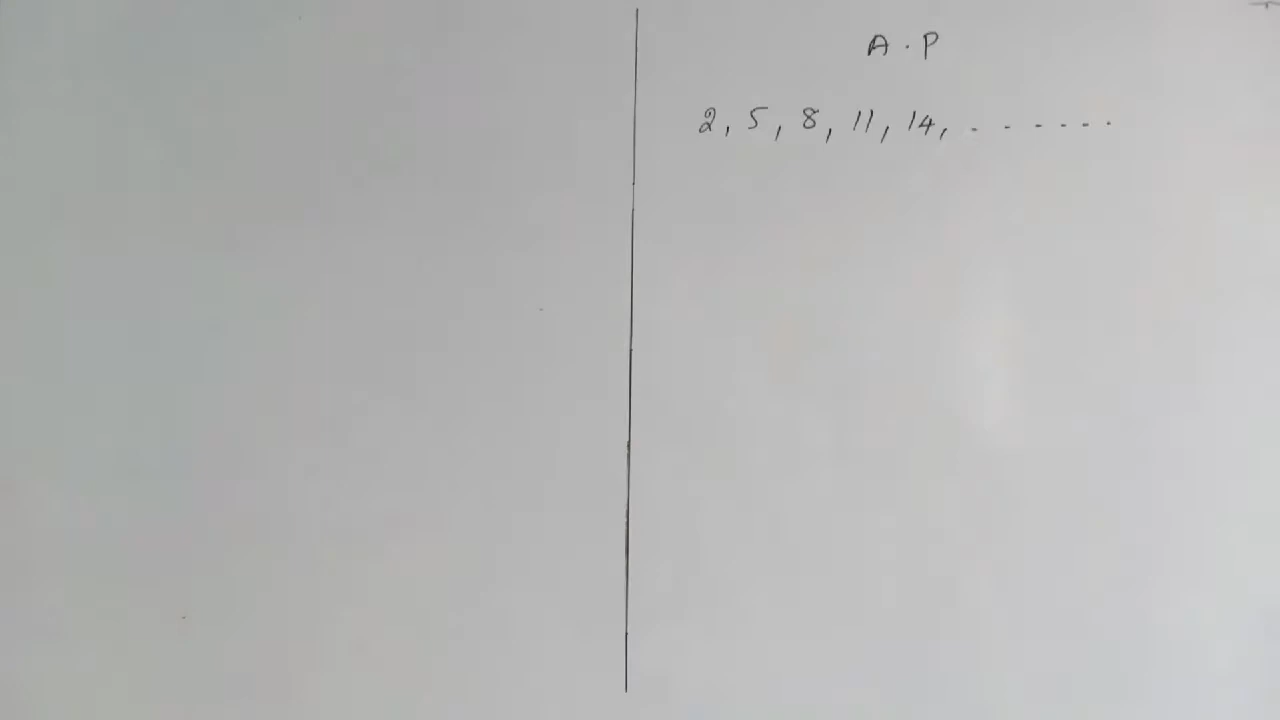 A . P
2, 5, 8, 11, 14, . . . . . . .